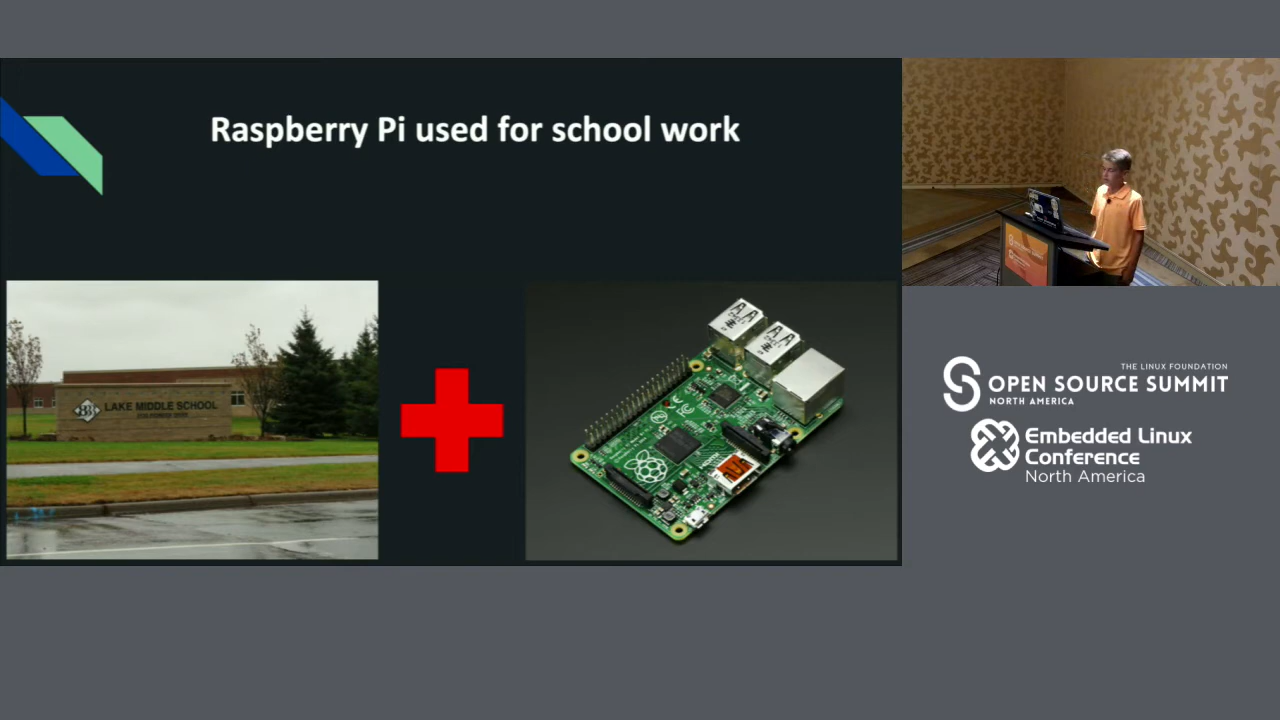 Raspberry Pi used for school work
LAKE MIDDLE SCHOOL
THE LINUX FOUNDATION
OPEN SOURCE SUMMIT
NORTH AMERICA
Embedded Linux
Conference
North America